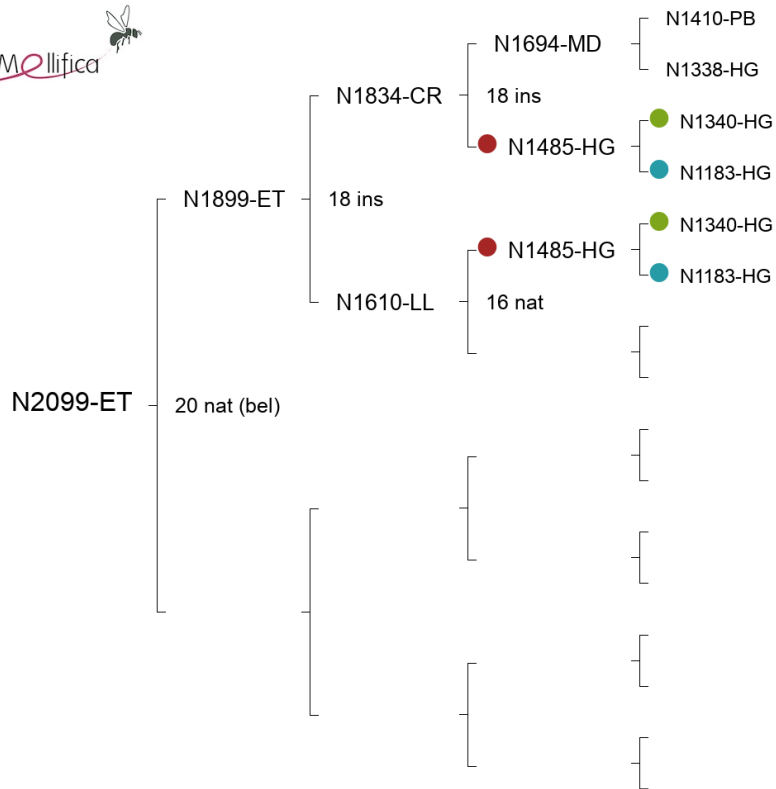 Mellifica
N1410-PB
N1694-MD
N1338-HG
N1834-CR
18 ins
N1340-HG
N1485-HG
N1183-HG
N1899-ET
18 ins
N1340-HG
N1485-HG
N1183-HG
N1610-LL
16 nat
N2099-ET
20 nat (bel)